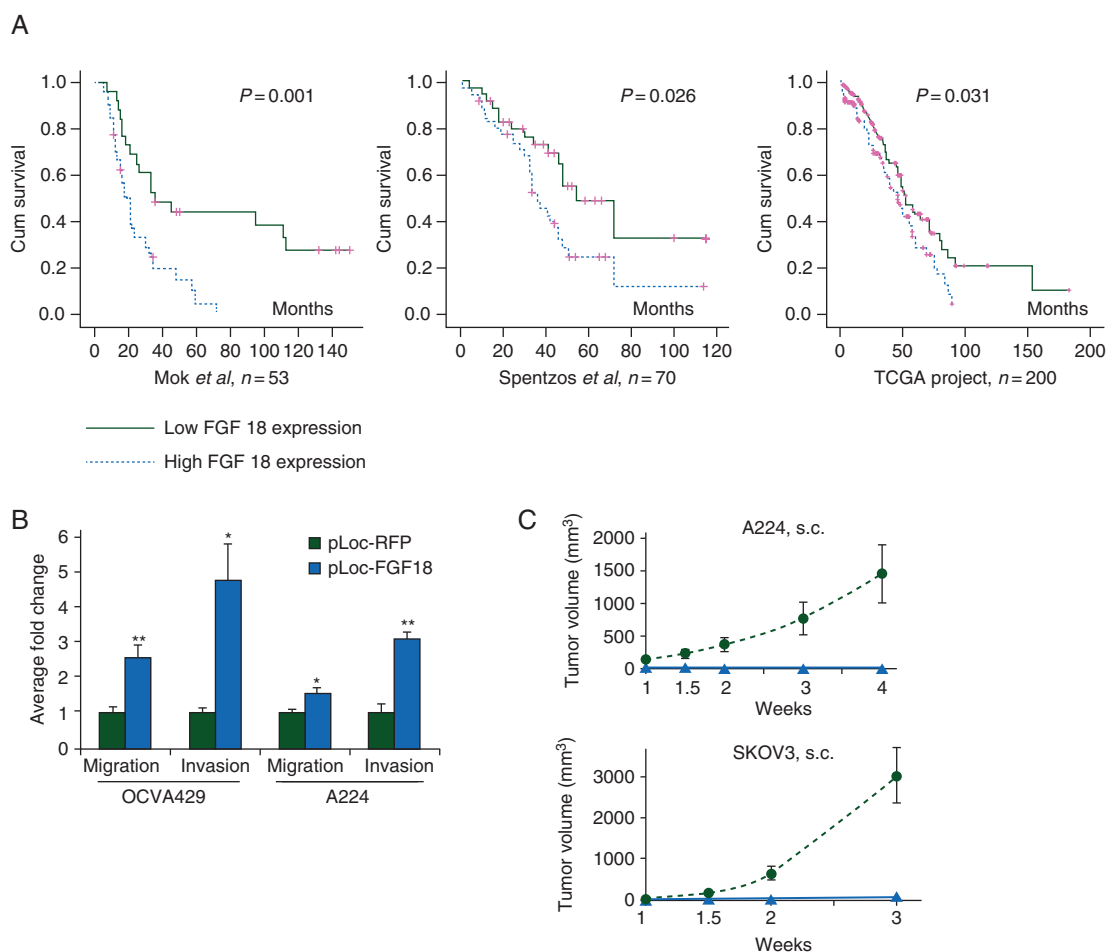 A
1.0
0.8
0.6
0.4
0.2
0.0
Cum survival
P = 0.001
Months
0 20 40 60 80 100 120 140
Mok et al, n = 53
1.0
0.8
0.6
0.4
0.2
0.0
Cum survival
P = 0.026
Months
0 20 40 60 80 100 120
Spentzos et al, n = 70
1.0
0.8
0.6
0.4
0.2
0.0
Cum survival
P = 0.031
Months
0 50 100 150 200
TCGA project, n = 200
Low FGF 18 expression
High FGF 18 expression
B
6
5
4
3
2
1
0
Average fold change
pLoc-RFP
pLoc-FGF18
** * * **
Migration Invasion Migration Invasion
OCVA429 A224
C
A224, s.c.
2000
1500
1000
500
0
Tumor volume (mm³)
1 1.5 2 3 4
Weeks
SKOV3, s.c.
3000
2000
1000
0
Tumor volume (mm³)
1 1.5 2 3
Weeks